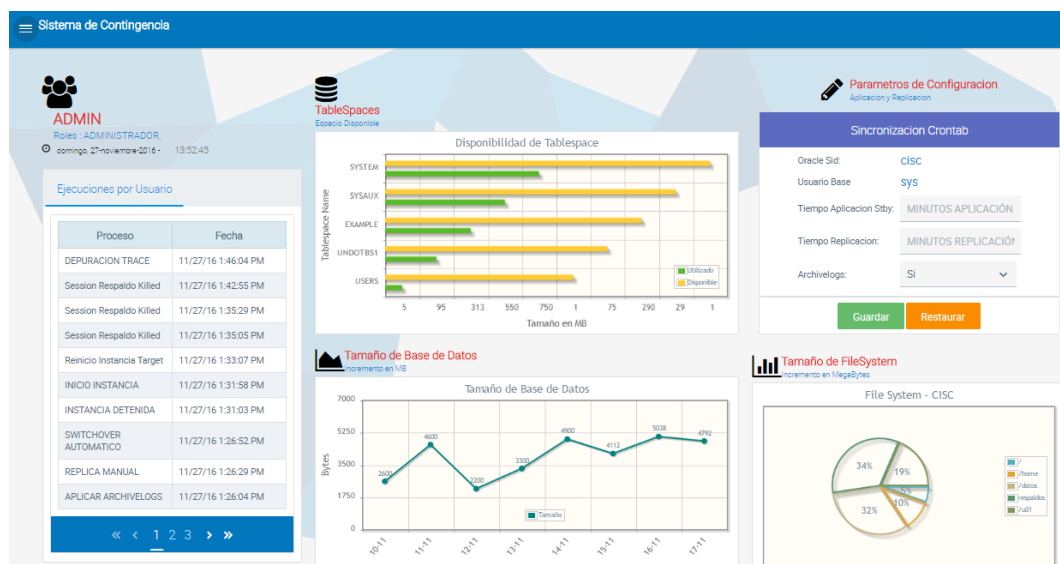 Sistema de Contingencia
ADMIN
Roles : ADMINISTRADOR,
domingo, 27-noviembre-2016 - 13:52:45
Ejecuciones por Usuario
Proceso Fecha
DEPURACION TRACE 11/27/16 1:46:04 PM
Session Respaldo Killed 11/27/16 1:42:55 PM
Session Respaldo Killed 11/27/16 1:35:29 PM
Session Respaldo Killed 11/27/16 1:35:05 PM
Reinicio Instancia Target 11/27/16 1:33:07 PM
INICIO INSTANCIA 11/27/16 1:31:58 PM
INSTANCIA DETENIDA 11/27/16 1:31:03 PM
SWITCHOVER
AUTOMATICO 11/27/16 1:26:52 PM
REPLICA MANUAL 11/27/16 1:26:29 PM
APLICAR ARCHIVELOGS 11/27/16 1:26:04 PM
1 2 3
TableSpaces
Espacio Disponible
Disponibilidad de Tablespace
Tablespace Name
SYSTEM
SYSAUX
EXAMPLE
UNDOTBS1
USERS
Utilizado
Disponible
5 95 313 550 750 1 75 290 29 1
Tamaño en MB
Parametros de Configuracion
Aplicacion y Replicacion
Sincronizacion Crontab
Oracle Sid: cisc
Usuario Base sys
Tiempo Aplicacion Stby: MINUTOS APLICACIÓN
Tiempo Replicacion: MINUTOS REPLICACIÓN
Archivelogs: Si
Guardar Restaurar
Tamaño de Base de Datos
Incremento en MB
Tamaño de Base de Datos
Bytes
7000
5250
3500
1750
0
2600 4600 2200 3300 4900 4112 5038 4792
Tamaño
10-11 11-11 12-11 13-11 14-11 15-11 16-11 17-11
Tamaño de FileSystem
Incremento en MegaBytes
File System - CISC
34% 19%
5%
10%
32%
/
/home
/datos
/respaldos
/u01